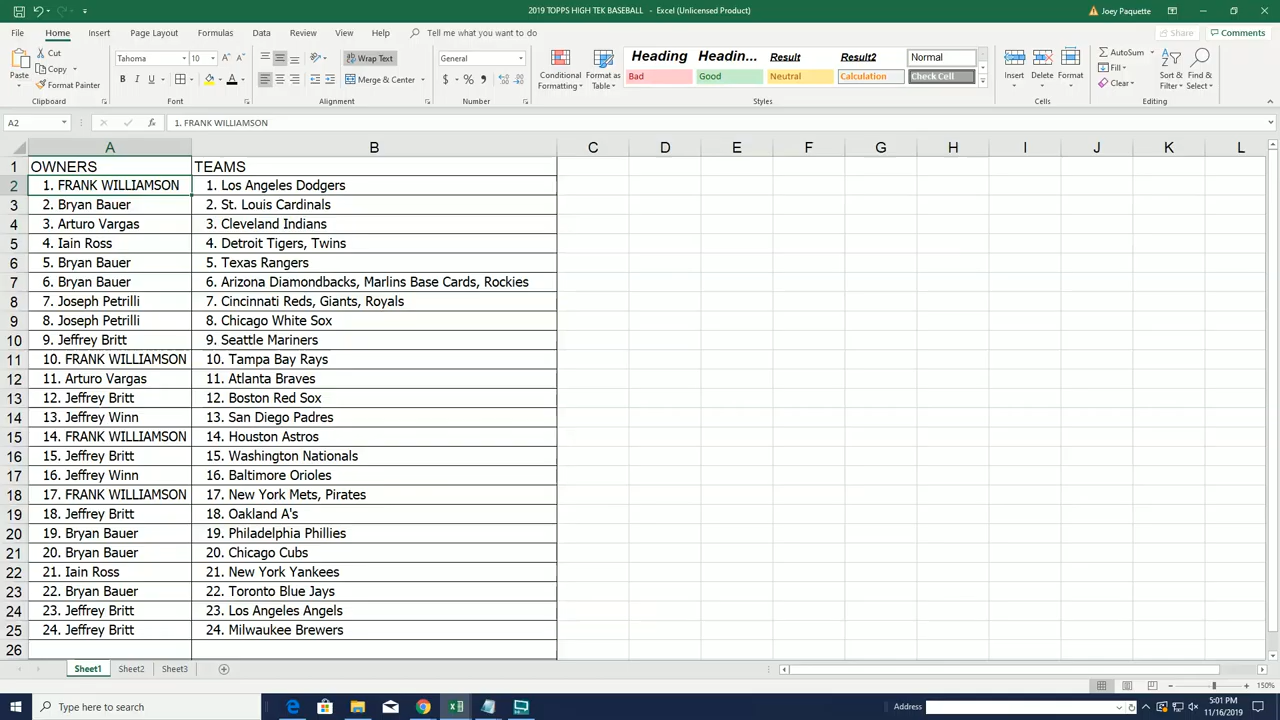 2019 TOPPS HIGH TEK BASEBALL - Excel (Unlicensed Product)
Joey Paquette
File Home Insert Page Layout Formulas Data Review View Help Tell me what you want to do Share Comments
Paste Cut Copy Format Painter Clipboard
Tahoma 10 B I U A Font
Wrap Text Merge & Center Alignment
General $ % Number
Conditional Formatting Format as Table
Heading Headin... Result Result2 Normal
Bad Good Neutral Calculation Check Cell
Styles
Insert Delete Format Cells
AutoSum Fill Clear Sort & Filter Find & Select Editing
A2 fx 1. FRANK WILLIAMSON
A B C D E F G H I J K L
1 OWNERS TEAMS
2 1. FRANK WILLIAMSON 1. Los Angeles Dodgers
3 2. Bryan Bauer 2. St. Louis Cardinals
4 3. Arturo Vargas 3. Cleveland Indians
5 4. Iain Ross 4. Detroit Tigers, Twins
6 5. Bryan Bauer 5. Texas Rangers
7 6. Bryan Bauer 6. Arizona Diamondbacks, Marlins Base Cards, Rockies
8 7. Joseph Petrilli 7. Cincinnati Reds, Giants, Royals
9 8. Joseph Petrilli 8. Chicago White Sox
10 9. Jeffrey Britt 9. Seattle Mariners
11 10. FRANK WILLIAMSON 10. Tampa Bay Rays
12 11. Arturo Vargas 11. Atlanta Braves
13 12. Jeffrey Britt 12. Boston Red Sox
14 13. Jeffrey Winn 13. San Diego Padres
15 14. FRANK WILLIAMSON 14. Houston Astros
16 15. Jeffrey Britt 15. Washington Nationals
17 16. Jeffrey Winn 16. Baltimore Orioles
18 17. FRANK WILLIAMSON 17. New York Mets, Pirates
19 18. Jeffrey Britt 18. Oakland A's
20 19. Bryan Bauer 19. Philadelphia Phillies
21 20. Bryan Bauer 20. Chicago Cubs
22 21. Iain Ross 21. New York Yankees
23 22. Bryan Bauer 22. Toronto Blue Jays
24 23. Jeffrey Britt 23. Los Angeles Angels
25 24. Jeffrey Britt 24. Milwaukee Brewers
26
Sheet1 Sheet2 Sheet3
150%
Type here to search
Address
5:01 PM
11/16/2019